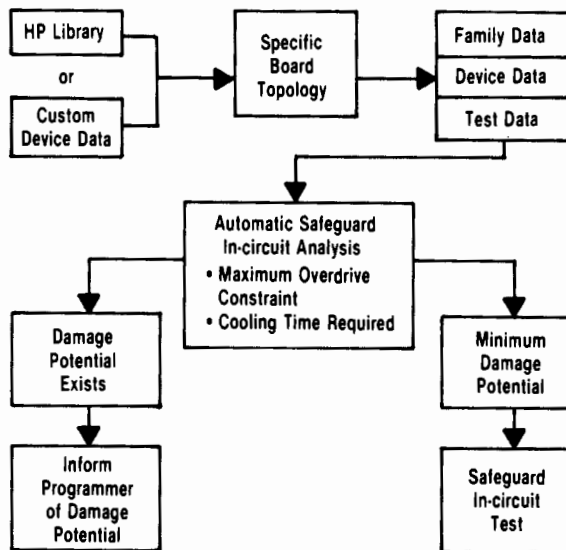 HP Library
or
Custom
Device Data
Specific
Board
Topology
Family Data
Device Data
Test Data
Automatic Safeguard
In-circuit Analysis
• Maximum Overdrive
Constraint
• Cooling Time Required
Damage
Potential
Exists
Inform
Programmer
of Damage
Potential
Minimum
Damage
Potential
Safeguard
In-circuit
Test